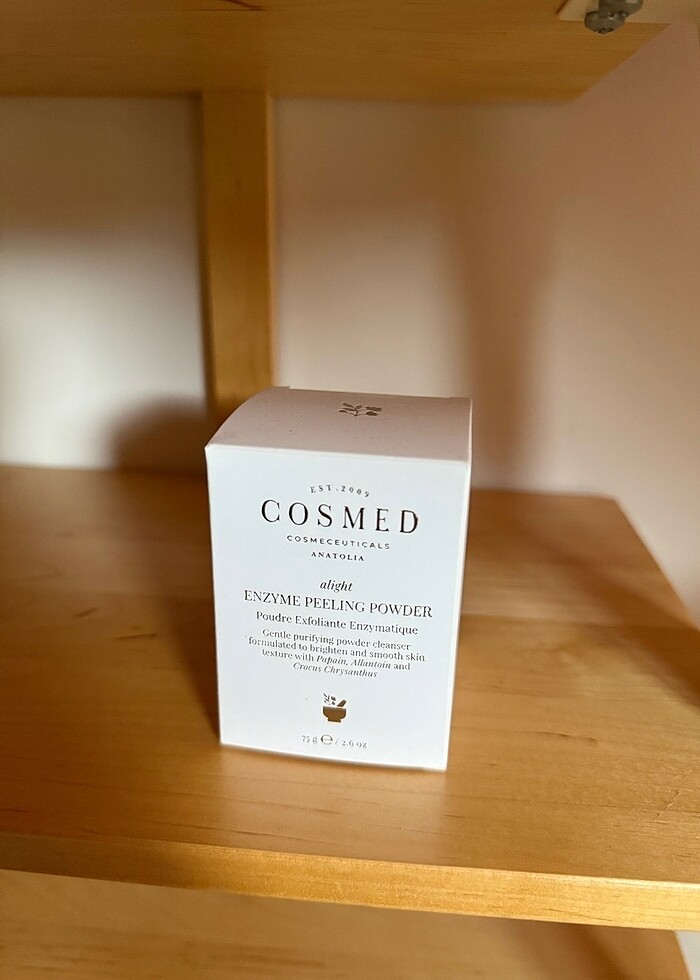 EST. 2009
COSMED
COSMECEUTICALS
ANATOLIA
alight
ENZYME PEELING POWDER
Poudre Exfoliante Enzymatique
Gentle purifying powder cleanser
formulated to brighten and smooth skin
texture with Papain, Allantoin and
Crocus Chrysanthus
75 g ℮ / 2.6 oz